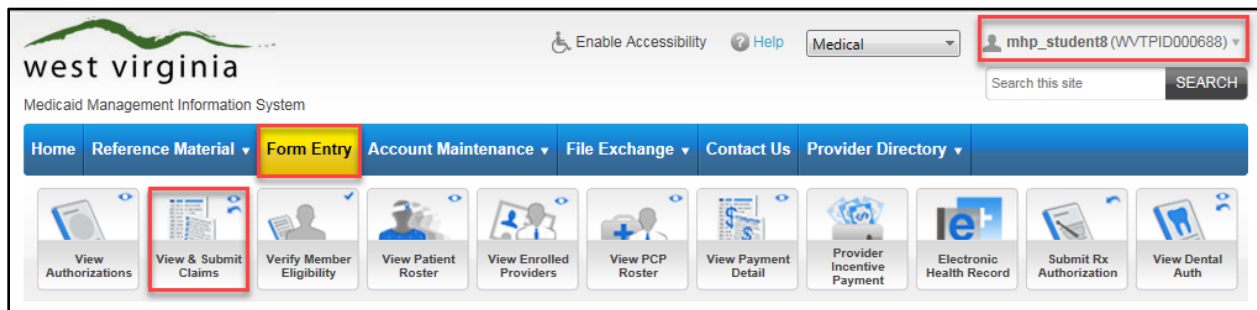 west virginia
Medicaid Management Information System
Enable Accessibility
Help
Medical
mhp_student8 (WVTPID000688)
Search this site
SEARCH
Home Reference Material Form Entry Account Maintenance File Exchange Contact Us Provider Directory
View
Authorizations
View & Submit
Claims
Verify Member
Eligibility
View Patient
Roster
View Enrolled
Providers
View PCP
Roster
View Payment
Detail
Provider
Incentive
Payment
Electronic
Health Record
Submit Rx
Authorization
View Dental
Auth